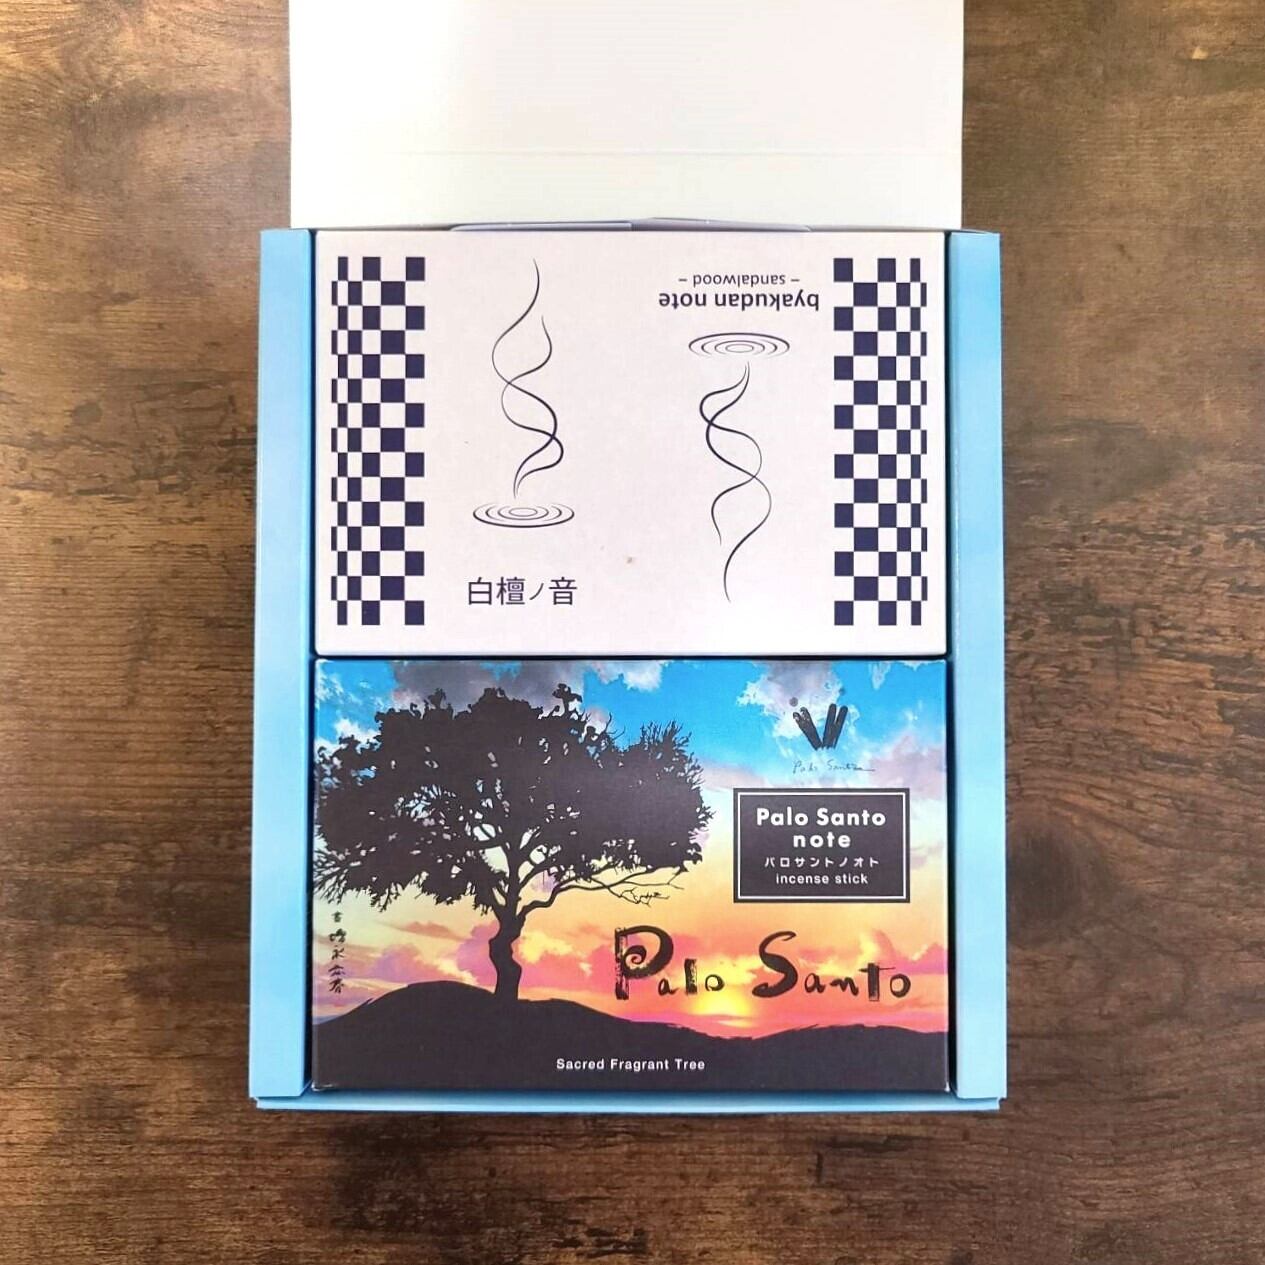 byakudan note
– sandalwood –
白檀ノ音
Palo Santo
Palo Santo
note
パロサントノオト
incense stick
Palo Santo
Sacred Fragrant Tree